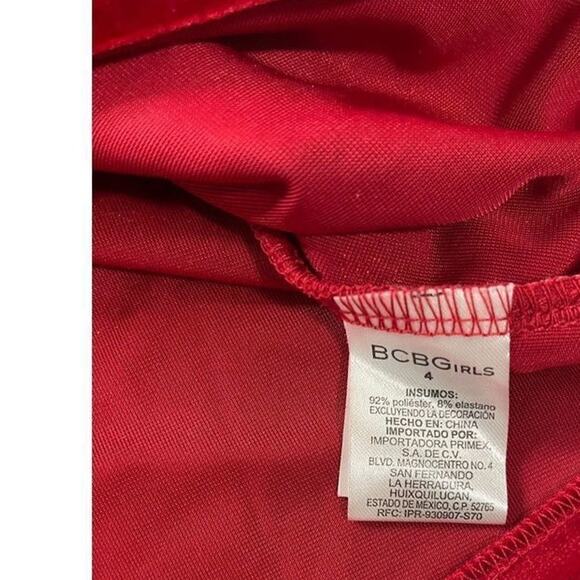 BCBGIRLS
4
INSUMOS:
92% poliéster, 8% elastano
EXCLUYENDO LA DECORACIÓN
HECHO EN: CHINA
IMPORTADO POR:
IMPORTADORA PRIMEX,
S.A. DE C.V.
BLVD. MAGNOCENTRO NO. 4
SAN FERNANDO
LA HERRADURA,
HUIXQUILUCAN,
ESTADO DE MÉXICO, C.P. 52765
RFC: IPR-930907-S70